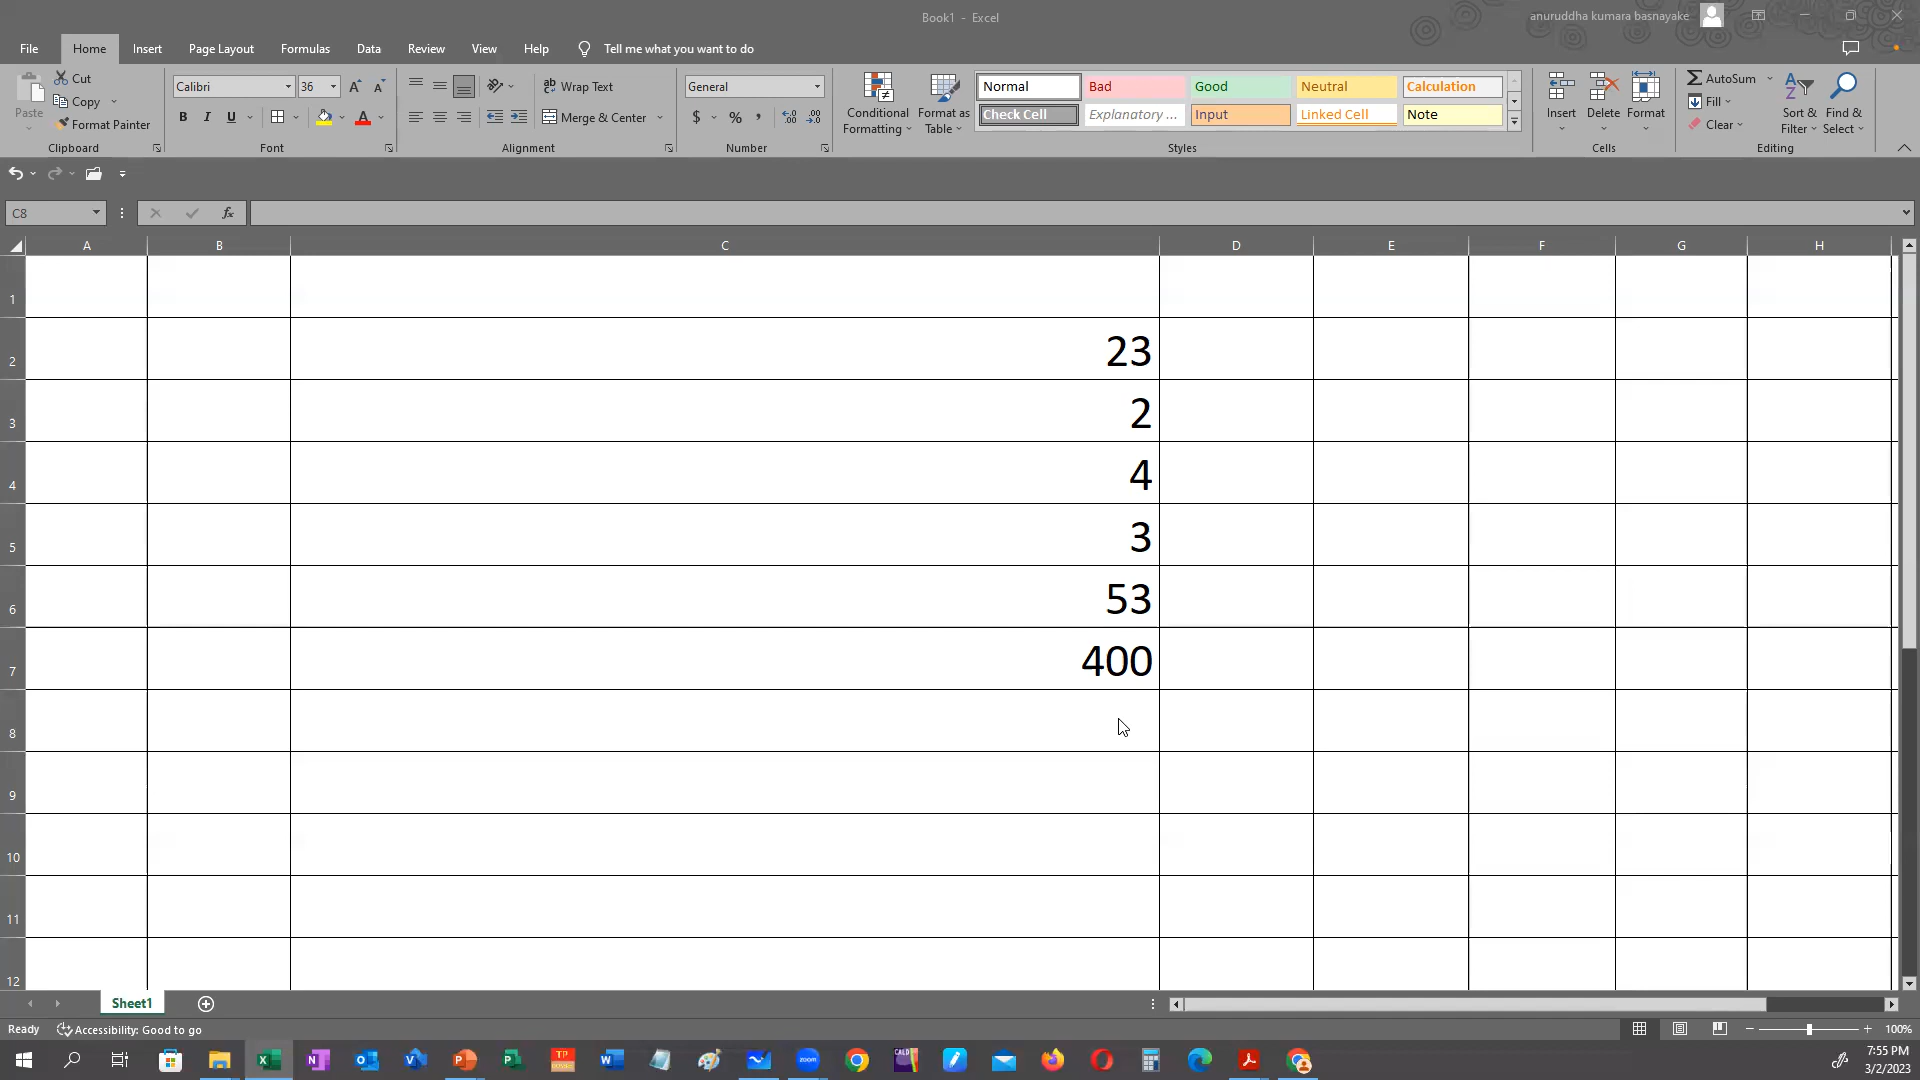 Book1 - Excel
anuruddha kumara basnayake
File Home Insert Page Layout Formulas Data Review View Help Tell me what you want to do
Paste
Cut
Copy
Format Painter
Clipboard
Calibri 36
B I U
Font
Wrap Text
Merge & Center
Alignment
General
$ % ,
Number
Conditional Formatting
Format as Table
Normal Bad Good Neutral Calculation
Check Cell Explanatory ... Input Linked Cell Note
Styles
Insert Delete Format
Cells
AutoSum
Fill
Clear
Sort & Filter
Find & Select
Editing
C8
fx
A B C D E F G H
1
2 23
3 2
4 4
5 3
6 53
7 400
8
9
10
11
12
Sheet1
Ready Accessibility: Good to go
100%
7:55 PM
3/2/2023